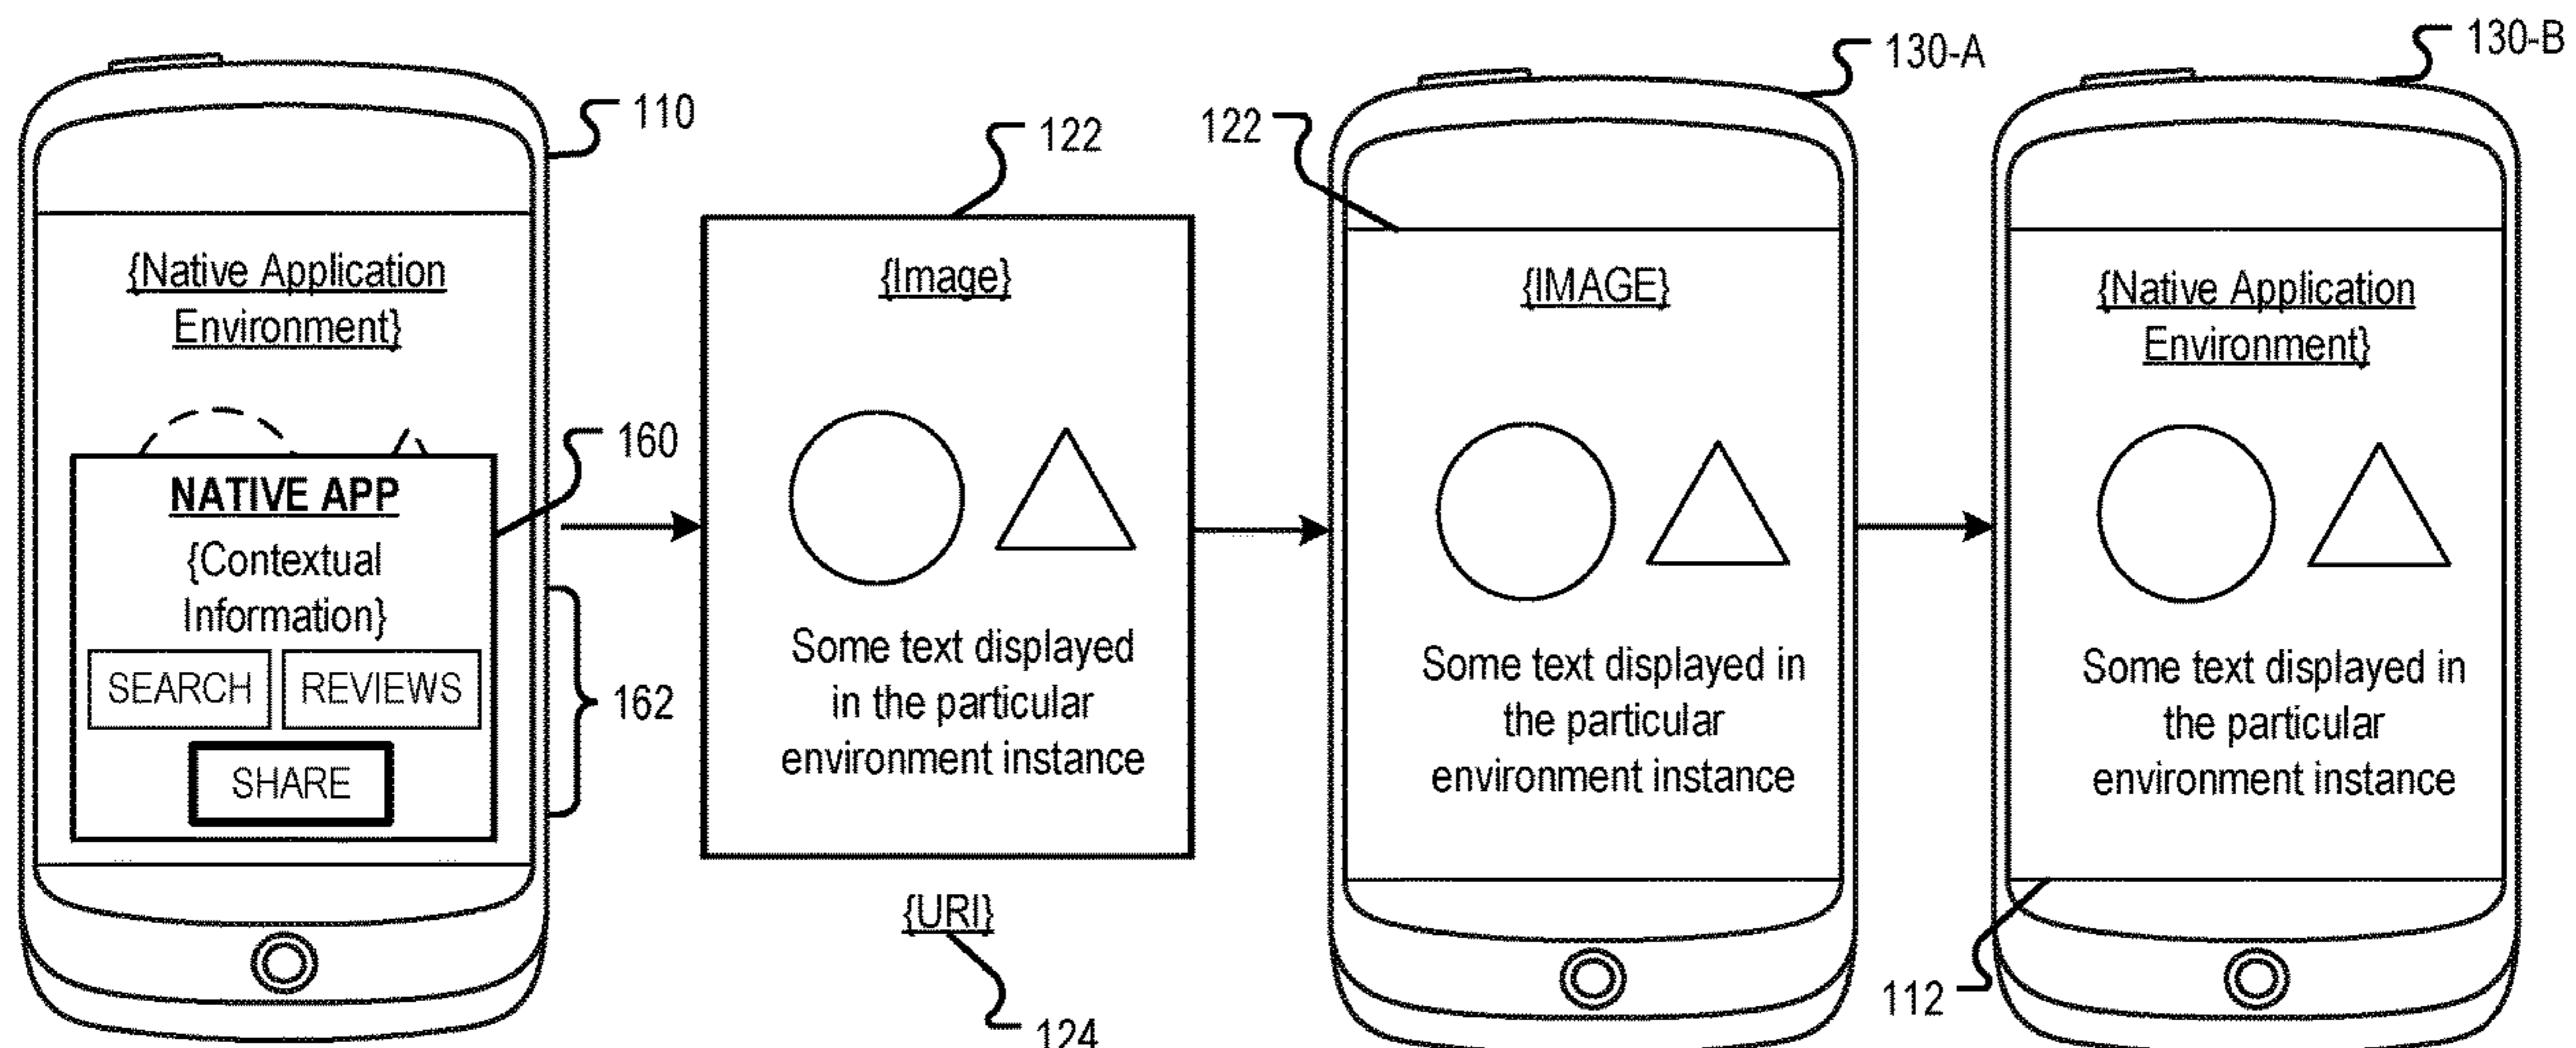 110
{Native Application
Environment}
160
NATIVE APP
{Contextual
Information}
SEARCH
REVIEWS
SHARE
162
122
{Image}
Some text displayed
in the particular
environment instance
{URI}
124
130-A
122
{IMAGE}
Some text displayed in
the particular
environment instance
130-B
{Native Application
Environment}
Some text displayed in
the particular
environment instance
112